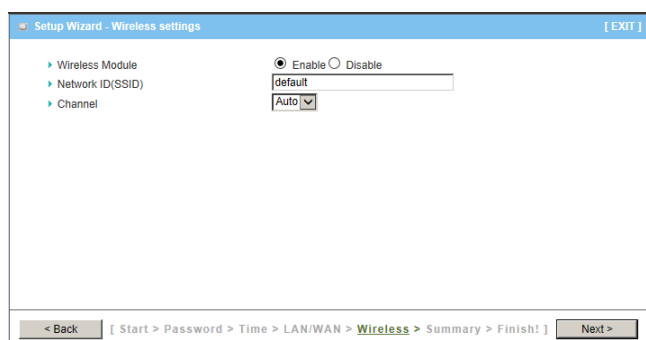 Setup Wizard - Wireless settings [ EXIT ]
Wireless Module Enable Disable
Network ID(SSID) default
Channel Auto
< Back [ Start > Password > Time > LAN/WAN > Wireless > Summary > Finish! ] Next >